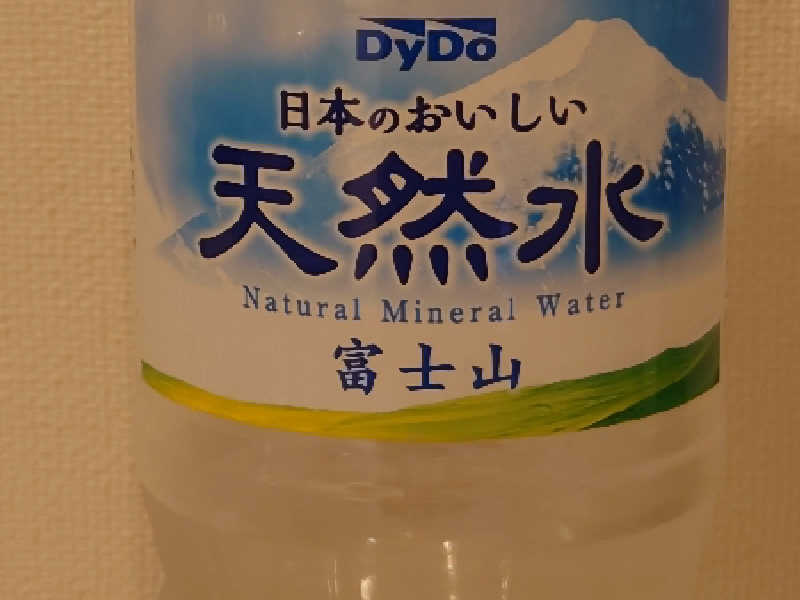 DyDo
日本のおいしい
天然水
Natural Mineral Water
富士山